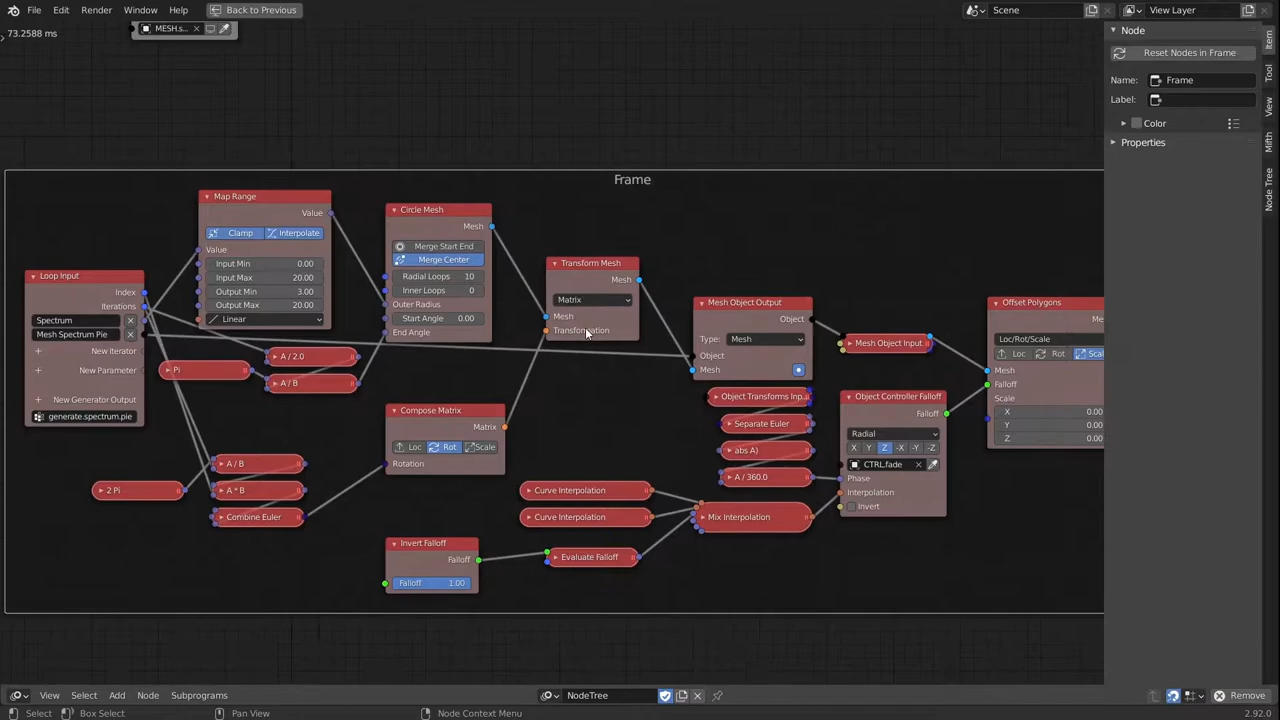 File Edit Render Window Help Back to Previous Scene View Layer
73.2588 ms
MESH.s...
Node
Reset Nodes in Frame
Name: Frame
Label:
Color
Properties
Item
Tool
View
Mifth
Node Tree
Frame
Loop Input
Index
Iterations
Spectrum
Mesh Spectrum Pie
New Iterator
New Parameter
New Generator Output
generate.spectrum.pie
Map Range
Value
Clamp Interpolate
Value
Input Min 0.00
Input Max 20.00
Output Min 3.00
Output Max 20.00
Linear
Pi
A / 2.0
A / B
2 Pi
A / B
A * B
Combine Euler
Circle Mesh
Mesh
Merge Start End
Merge Center
Radial Loops 10
Inner Loops 0
Outer Radius
Start Angle 0.00
End Angle
Compose Matrix
Matrix
Loc Rot Scale
Rotation
Invert Falloff
Falloff
Falloff 1.00
Transform Mesh
Mesh
Matrix
Mesh
Transformation
Curve Interpolation
Curve Interpolation
Evaluate Falloff
Mesh Object Output
Object
Type: Mesh
Object
Mesh
Object Transforms Inp..
Separate Euler
abs A)
A / 360.0
Mix Interpolation
Mesh Object Input
Object Controller Falloff
Falloff
Radial
X Y Z -X -Y -Z
CTRL.fade
Phase
Interpolation
Invert
Offset Polygons
Me
Loc/Rot/Scale
Loc Rot Scal
Mesh
Falloff
Scale
X 0.00
Y 0.00
Z 0.00
View Select Add Node Subprograms NodeTree Remove
Select Box Select Pan View Node Context Menu 2.92.0